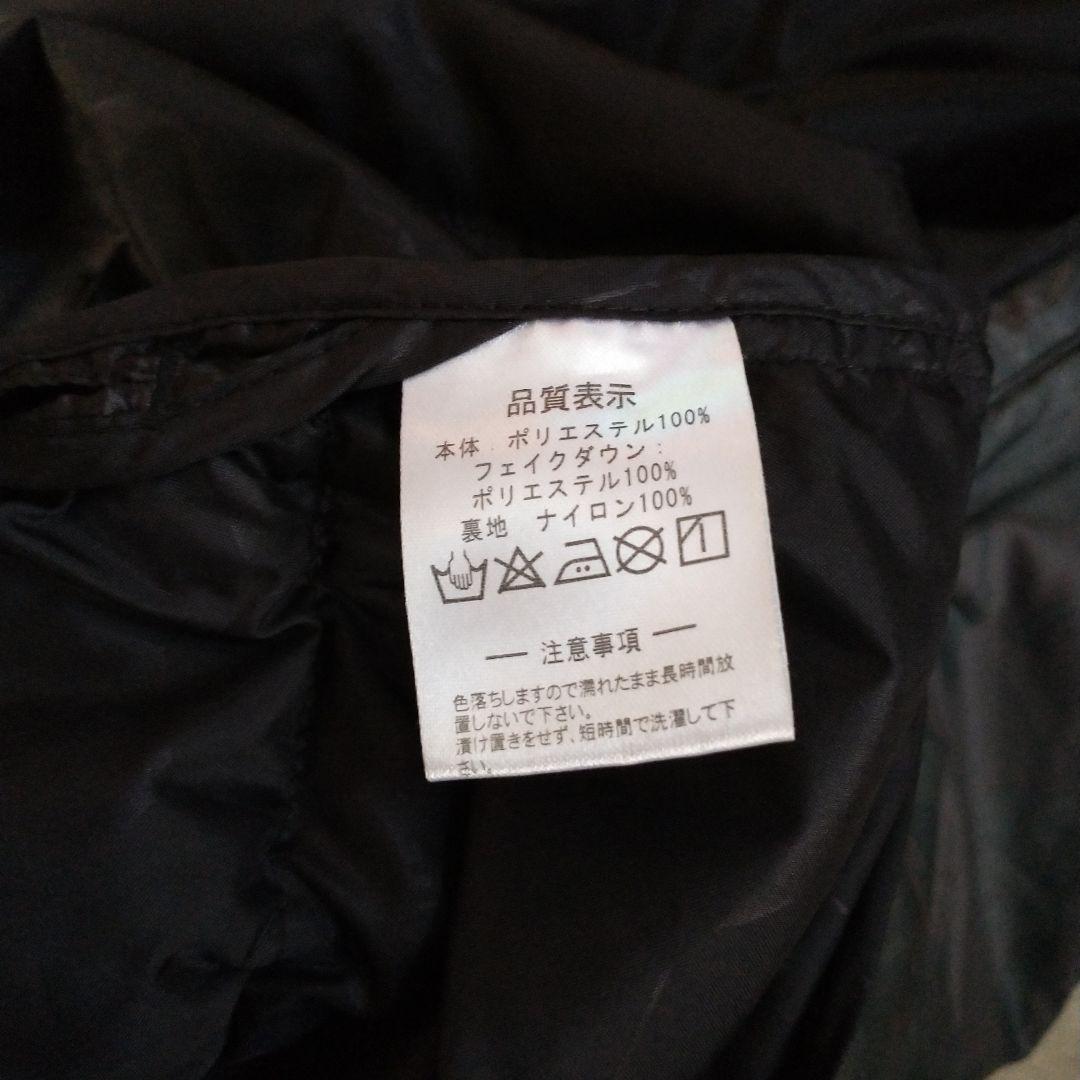 品質表示
本体：ポリエステル100%
フェイクダウン：
ポリエステル100%
裏地　ナイロン100%
― 注意事項 ―
色落ちしますので濡れたまま長時間放
置しないで下さい。
漬け置きをせず、短時間で洗濯して下
さい。